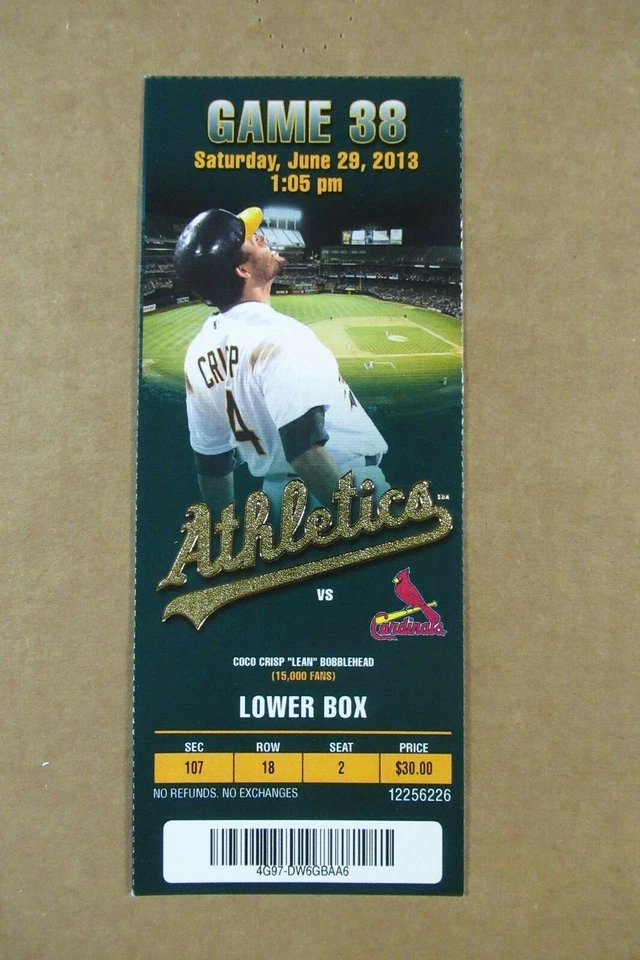 GAME 38
Saturday, June 29, 2013
1:05 pm
CRISP
4
Athletics™
VS
Cardinals
COCO CRISP "LEAN" BOBBLEHEAD
(15,000 FANS)
LOWER BOX
SEC ROW SEAT PRICE
107 18 2 $30.00
NO REFUNDS. NO EXCHANGES 12256226
4G97-DW6GBAA6